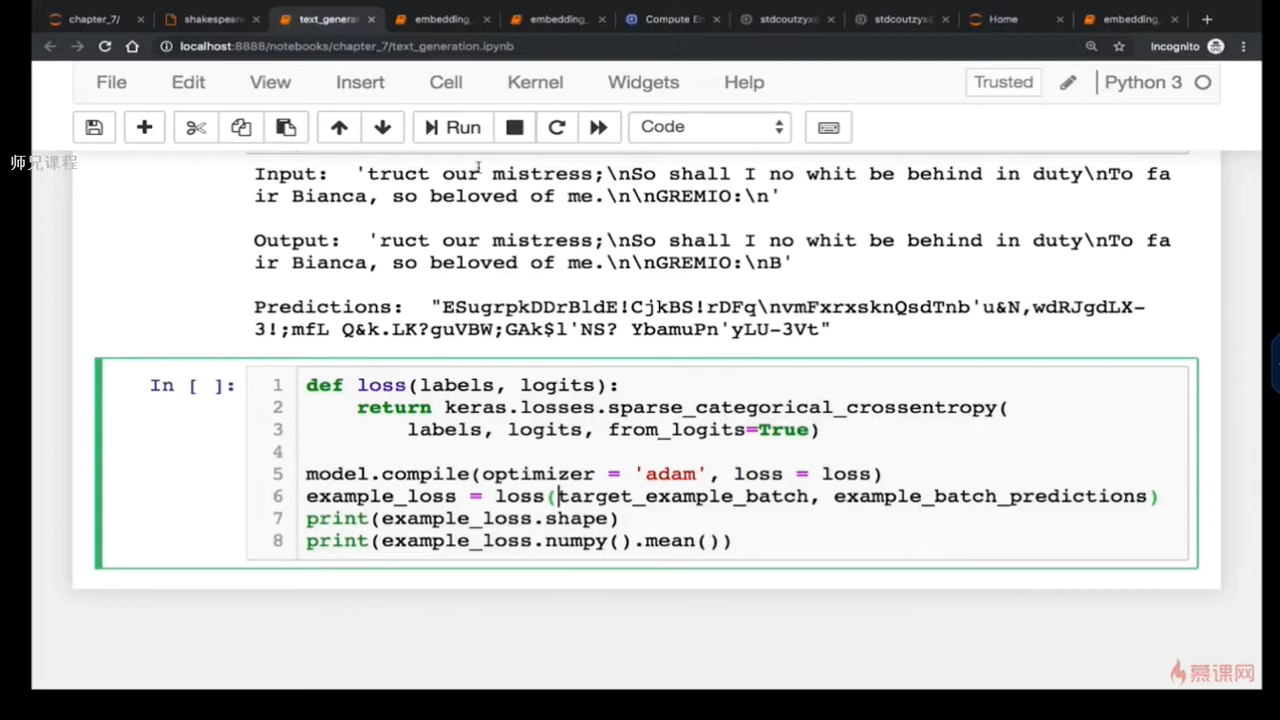 chapter_7/
shakespear
text_genera
embedding_
embedding_
Compute En
stdcoutzyxi
stdcoutzyxi
Home
embedding_
localhost:8888/notebooks/chapter_7/text_generation.ipynb
Incognito
File Edit View Insert Cell Kernel Widgets Help
Trusted
Python 3
Run
Code
师兄课程
Input:  'truct our mistress;\nSo shall I no whit be behind in duty\nTo fa
ir Bianca, so beloved of me.\n\nGREMIO:\n'
Output:  'ruct our mistress;\nSo shall I no whit be behind in duty\nTo fa
ir Bianca, so beloved of me.\n\nGREMIO:\nB'
Predictions:  "ESugrpkDDrBldE!CjkBS!rDFq\nvmFxrxsknQsdTnb'u&N,wdRJgdLX-
3!;mfL Q&k.LK?guVBW;GAk$l'NS? YbamuPn'yLU-3Vt"
In [ ]:
1 def loss(labels, logits):
2     return keras.losses.sparse_categorical_crossentropy(
3         labels, logits, from_logits=True)
4
5 model.compile(optimizer = 'adam', loss = loss)
6 example_loss = loss(target_example_batch, example_batch_predictions)
7 print(example_loss.shape)
8 print(example_loss.numpy().mean())
慕课网